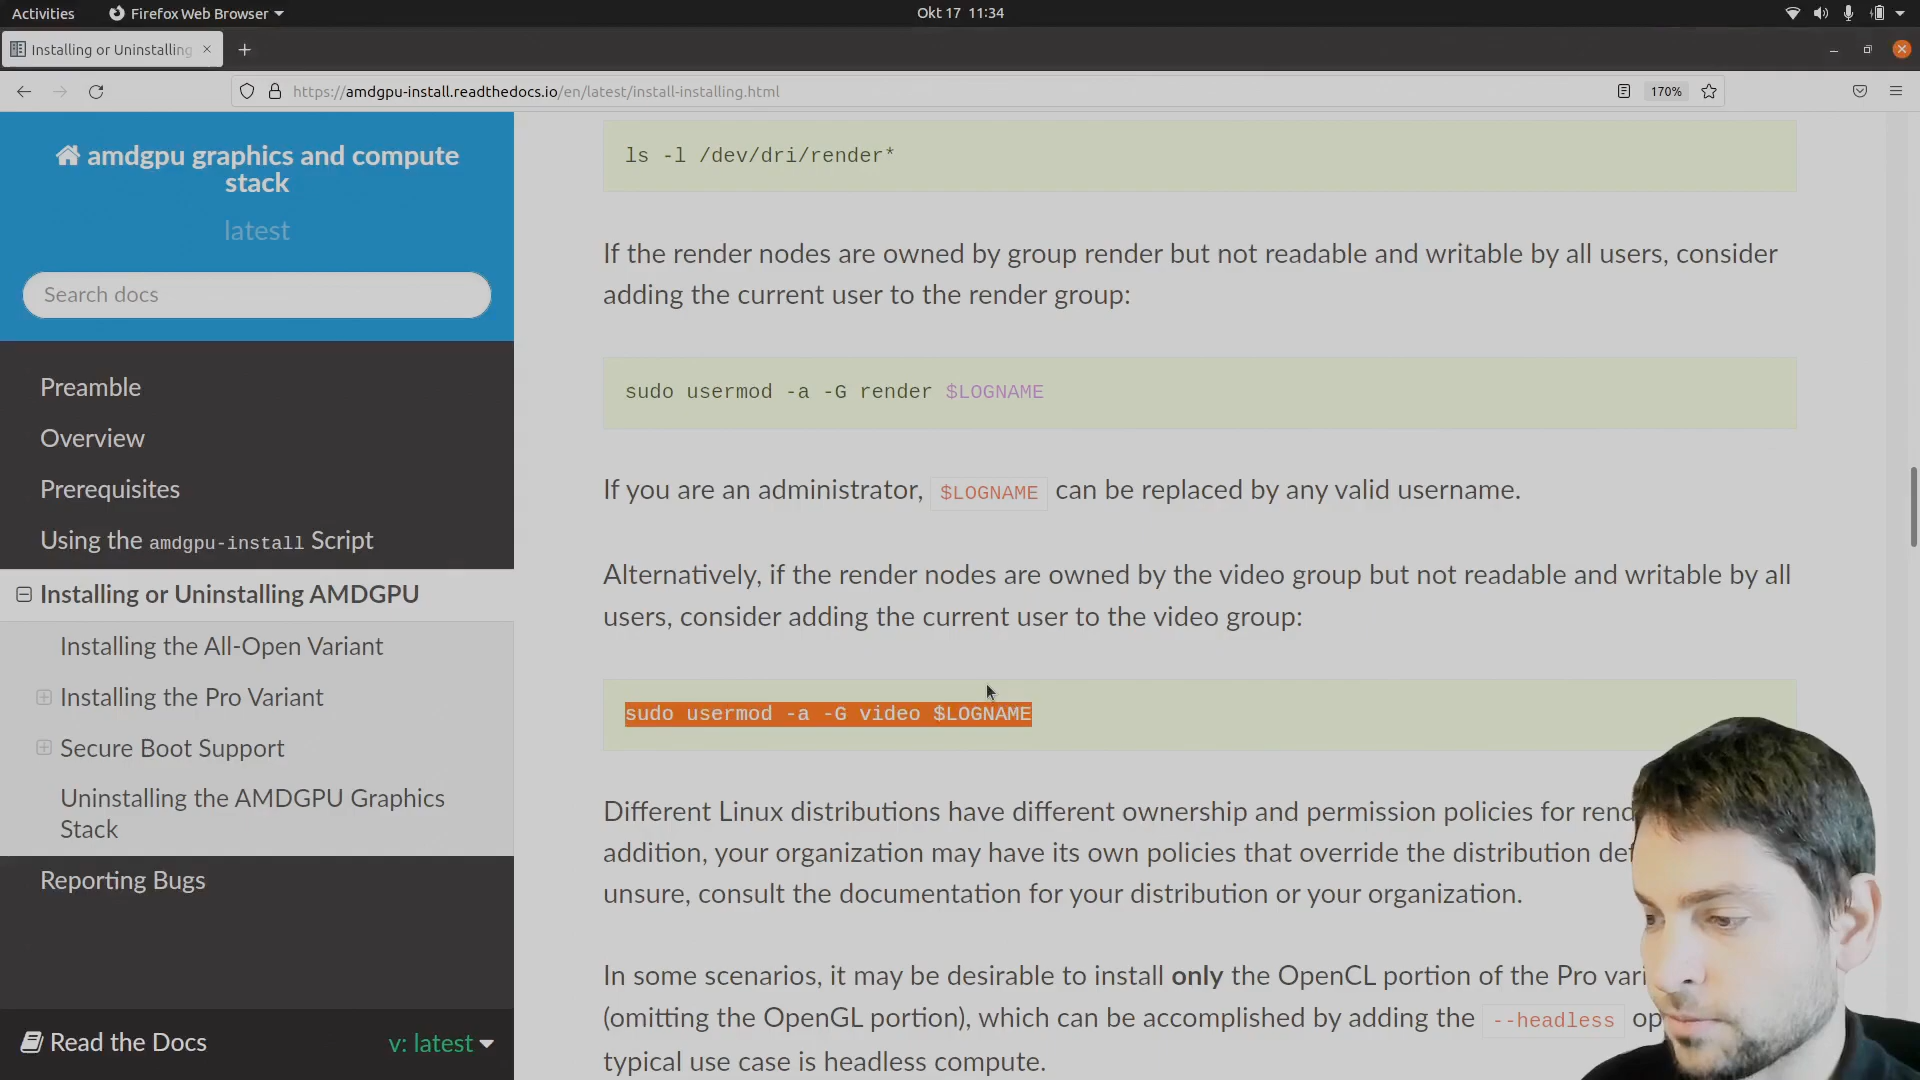 Activities
Firefox Web Browser
Okt 17 11:34
Installing or Uninstalling
https://amdgpu-install.readthedocs.io/en/latest/install-installing.html
170%
amdgpu graphics and compute
stack
latest
Search docs
Preamble
Overview
Prerequisites
Using the amdgpu-install Script
Installing or Uninstalling AMDGPU
Installing the All-Open Variant
Installing the Pro Variant
Secure Boot Support
Uninstalling the AMDGPU Graphics
Stack
Reporting Bugs
Read the Docs
v: latest
ls -l /dev/dri/render*
If the render nodes are owned by group render but not readable and writable by all users, consider
adding the current user to the render group:
sudo usermod -a -G render $LOGNAME
If you are an administrator, $LOGNAME can be replaced by any valid username.
Alternatively, if the render nodes are owned by the video group but not readable and writable by all
users, consider adding the current user to the video group:
sudo usermod -a -G video $LOGNAME
Different Linux distributions have different ownership and permission policies for
addition, your organization may have its own policies that override the distribution
unsure, consult the documentation for your distribution or your organization.
In some scenarios, it may be desirable to install only the OpenCL portion of the Pro
(omitting the OpenGL portion), which can be accomplished by adding the --headless
typical use case is headless compute.